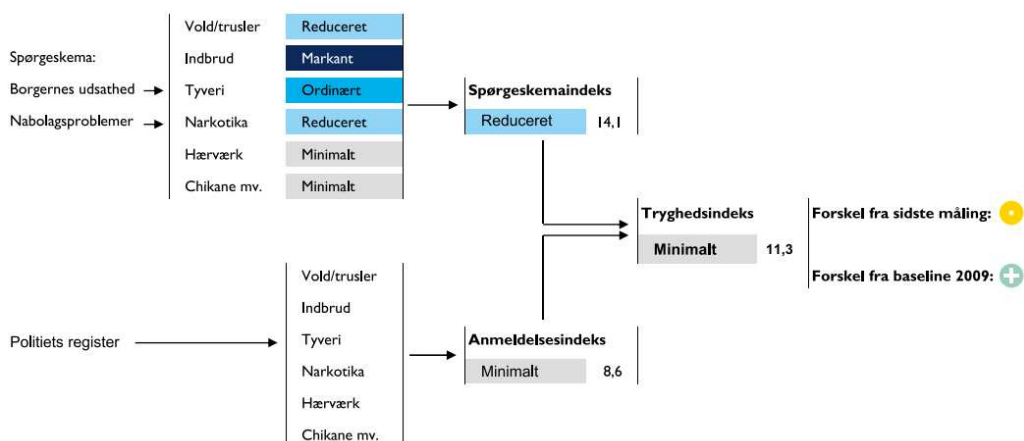 Spørgeskema:
Borgernes udsathed
Nabolagsproblemer
Vold/trusler Reduceret
Indbrud Markant
Tyveri Ordinært
Narkotika Reduceret
Hærværk Minimalt
Chikane mv. Minimalt
Spørgeskemaindeks
Reduceret 14,1
Tryghedsindeks
Minimalt 11,3
Forskel fra sidste måling:
Forskel fra baseline 2009:
Politiets register
Vold/trusler
Indbrud
Tyveri
Narkotika
Hærværk
Chikane mv.
Anmeldelsesindeks
Minimalt 8,6